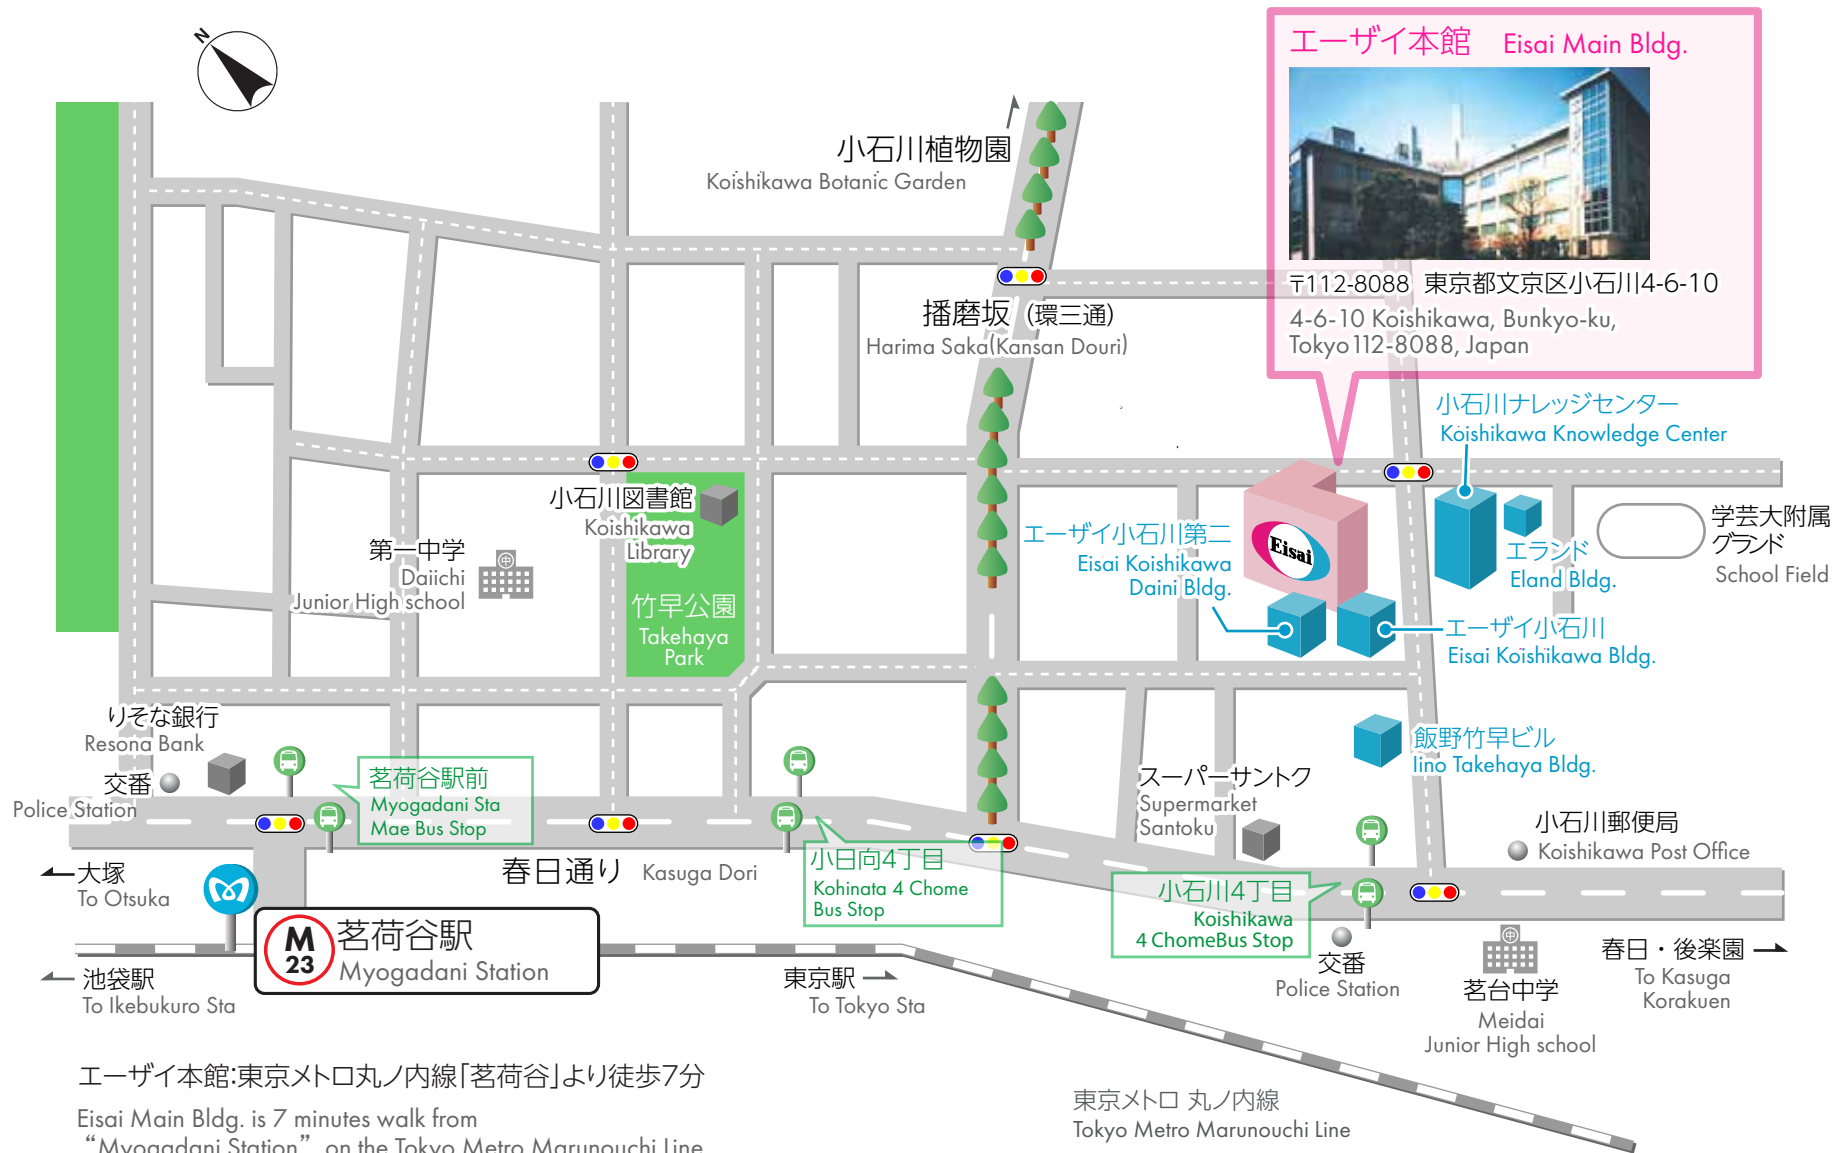 N
エーザイ本館 Eisai Main Bldg.
〒112-8088 東京都文京区小石川4-6-10
4-6-10 Koishikawa, Bunkyo-ku,
Tokyo 112-8088, Japan
小石川植物園
Koishikawa Botanic Garden
播磨坂（環三通）
Harima Saka(Kansan Douri)
小石川ナレッジセンター
Koishikawa Knowledge Center
小石川図書館
Koishikawa
Library
第一中学
Daiichi
Junior High school
中
竹早公園
Takehaya
Park
エーザイ小石川第二
Eisai Koishikawa
Daini Bldg.
Eisai
エランド
Eland Bldg.
学芸大附属
グランド
School Field
エーザイ小石川
Eisai Koishikawa Bldg.
りそな銀行
Resona Bank
交番
Police Station
茗荷谷駅前
Myogadani Sta
Mae Bus Stop
飯野竹早ビル
Iino Takehaya Bldg.
スーパーサントク
Supermarket
Santoku
小石川郵便局
Koishikawa Post Office
大塚
To Otsuka
春日通り Kasuga Dori
小日向4丁目
Kohinata 4 Chome
Bus Stop
小石川4丁目
Koishikawa
4 ChomeBus Stop
M
23
茗荷谷駅
Myogadani Station
池袋駅
To Ikebukuro Sta
東京駅
To Tokyo Sta
交番
Police Station
中
茗台中学
Meidai
Junior High school
春日・後楽園
To Kasuga
Korakuen
エーザイ本館:東京メトロ丸ノ内線「茗荷谷」より徒歩7分
Eisai Main Bldg. is 7 minutes walk from
“Myogadani Station” on the Tokyo Metro Marunouchi Line
東京メトロ 丸ノ内線
Tokyo Metro Marunouchi Line